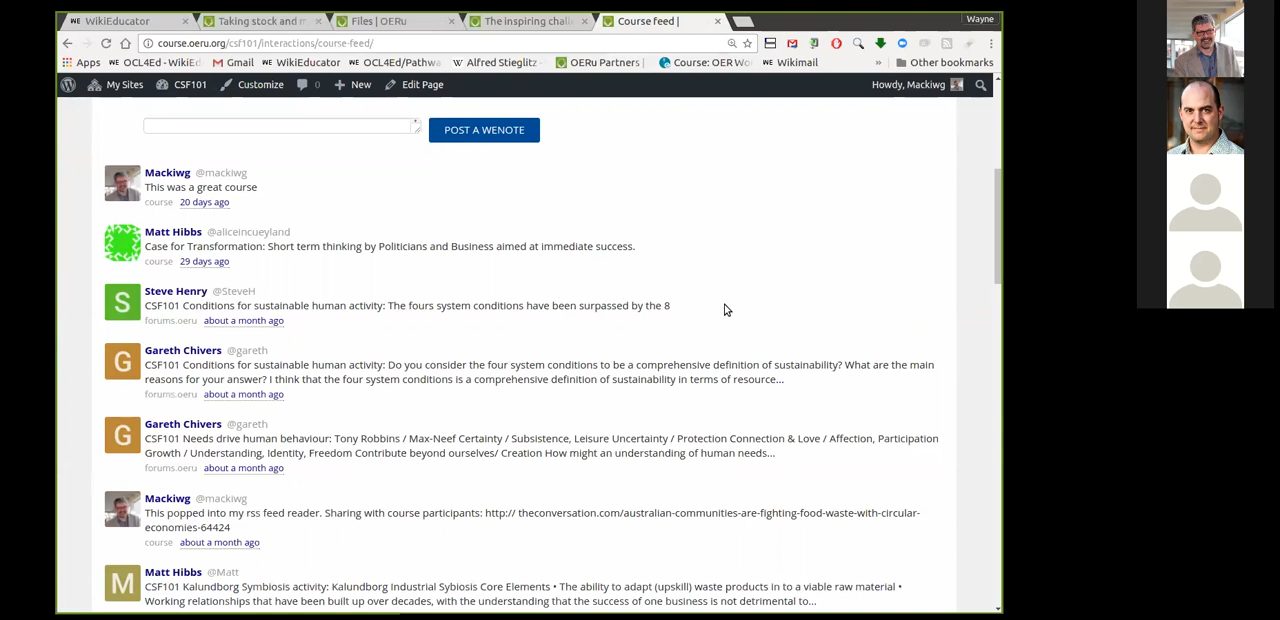 WE WikiEducator
Taking stock and m
Files | OERu
The inspiring chall
Course feed |
Wayne
course.oeru.org/csf101/interactions/course-feed/
Apps WE OCL4Ed - WikiEd Gmail WE WikiEducator WE OCL4Ed/Pathwa W Alfred Stieglitz - OERu Partners | Course: OER Wor WE Wikimail » Other bookmarks
My Sites CSF101 Customize 0 New Edit Page Howdy, Mackiwg
POST A WENOTE
Mackiwg @mackiwg
This was a great course
course 20 days ago
Matt Hibbs @aliceincueyland
Case for Transformation: Short term thinking by Politicians and Business aimed at immediate success.
course 29 days ago
S
Steve Henry @SteveH
CSF101 Conditions for sustainable human activity: The fours system conditions have been surpassed by the 8
forums.oeru about a month ago
G
Gareth Chivers @gareth
CSF101 Conditions for sustainable human activity: Do you consider the four system conditions to be a comprehensive definition of sustainability? What are the main
reasons for your answer? I think that the four system conditions is a comprehensive definition of sustainability in terms of resource...
forums.oeru about a month ago
G
Gareth Chivers @gareth
CSF101 Needs drive human behaviour: Tony Robbins / Max-Neef Certainty / Subsistence, Leisure Uncertainty / Protection Connection & Love / Affection, Participation
Growth / Understanding, Identity, Freedom Contribute beyond ourselves/ Creation How might an understanding of human needs...
forums.oeru about a month ago
Mackiwg @mackiwg
This popped into my rss feed reader. Sharing with course participants: http:// theconversation.com/australian-communities-are-fighting-food-waste-with-circular-
economies-64424
course about a month ago
M
Matt Hibbs @Matt
CSF101 Kalundborg Symbiosis activity: Kalundborg Industrial Sybiosis Core Elements • The ability to adapt (upskill) waste products in to a viable raw material •
Working relationships that have been built up over decades, with the understanding that the success of one business is not detrimental to...